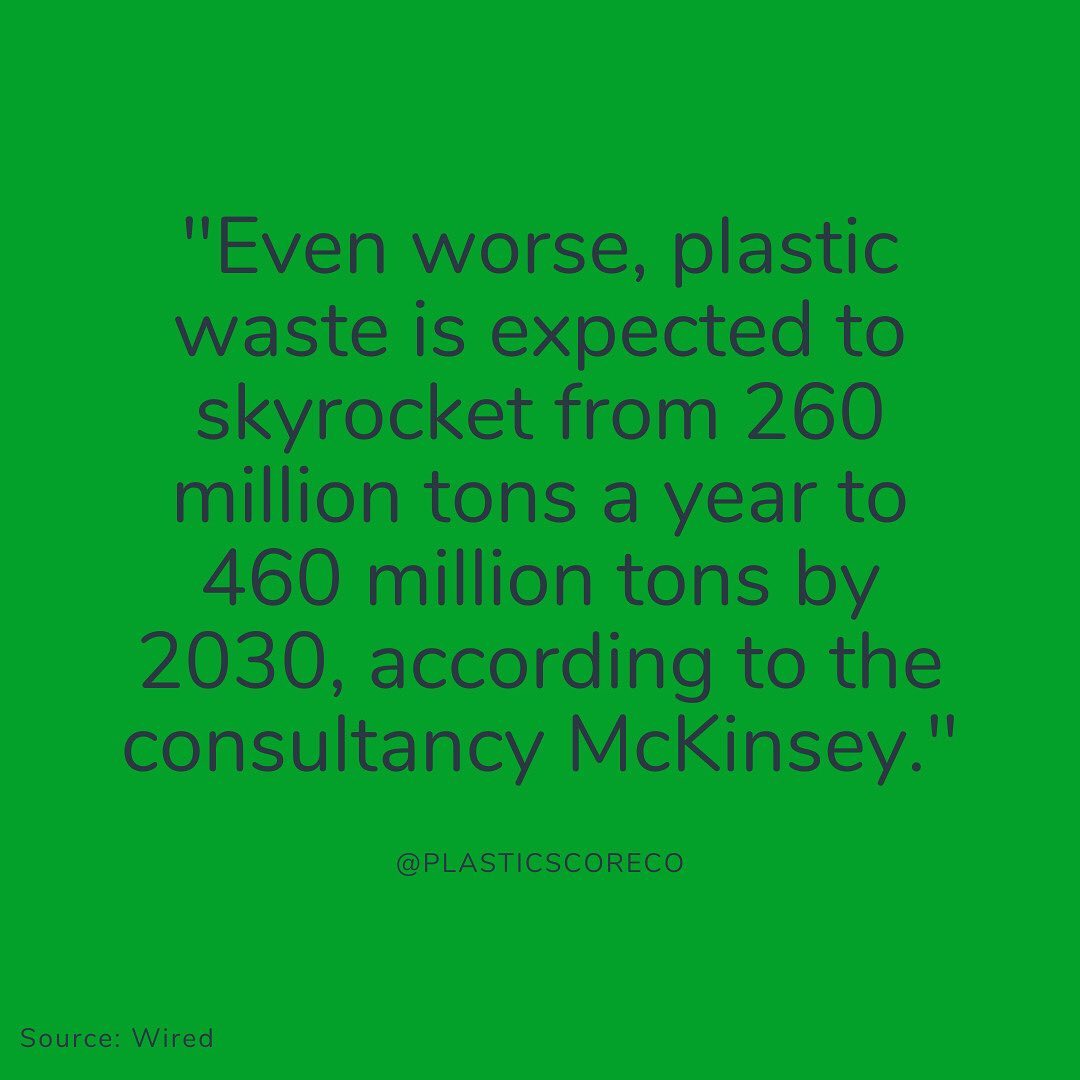 "Even worse, plastic
waste is expected to
skyrocket from 260
million tons a year to
460 million tons by
2030, according to the
consultancy McKinsey."
@PLASTICSCORECO
Source: Wired